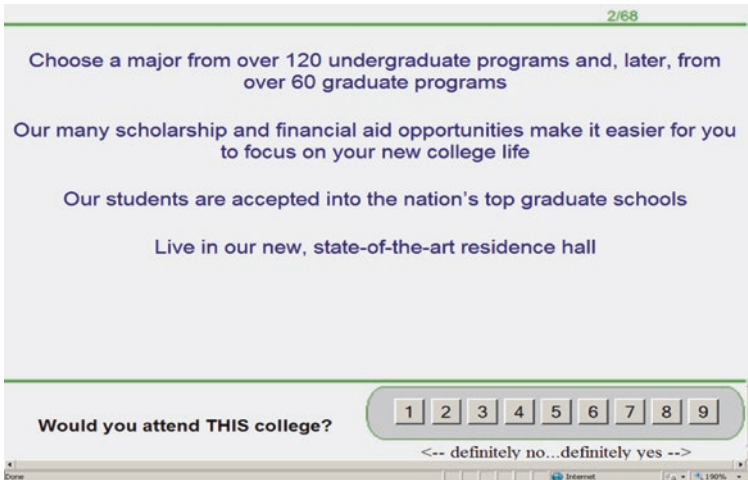 2/68
Choose a major from over 120 undergraduate programs and, later, from
over 60 graduate programs
Our many scholarship and financial aid opportunities make it easier for you
to focus on your new college life
Our students are accepted into the nation's top graduate schools
Live in our new, state-of-the-art residence hall
Would you attend THIS college?
1 2 3 4 5 6 7 8 9
<-- definitely no...definitely yes -->
Done Internet 190%